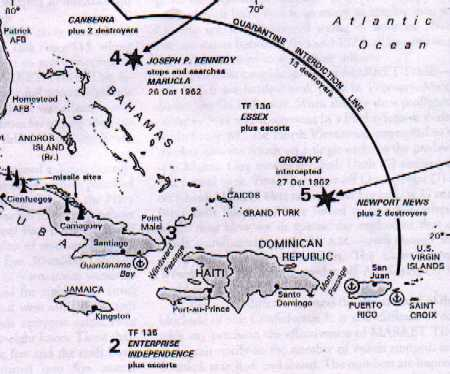 80°
70°
CANBERRA
plus 2 destroyers
Atlantic
Ocean
Patrick
AFB
4
JOSEPH P. KENNEDY
stops and searches
MARUCLA
26 Oct 1962
QUARANTINE INTERDICTION LINE
13 destroyers
Homestead
AFB
BAHAMAS
TF 136
ESSEX
plus escorts
ANDROS
ISLAND
(Br.)
GROZNYY
intercepted
27 Oct 1962
5
missile sites
Cienfuegos
CAICOS
GRAND TURK
NEWPORT NEWS
plus 2 destroyers
Camaguey
Point
Maisi
3
UBA
Santiago
Guantanamo
Bay
Windward
Passage
20°
U.S.
VIRGIN
ISLANDS
DOMINICAN
REPUBLIC
HAITI
San
Juan
Mona
Passage
JAMAICA
Kingston
Port-au-Prince
Santo
Domingo
PUERTO
RICO
SAINT
CROIX
2
TF 136
ENTERPRISE
INDEPENDENCE
plus escorts